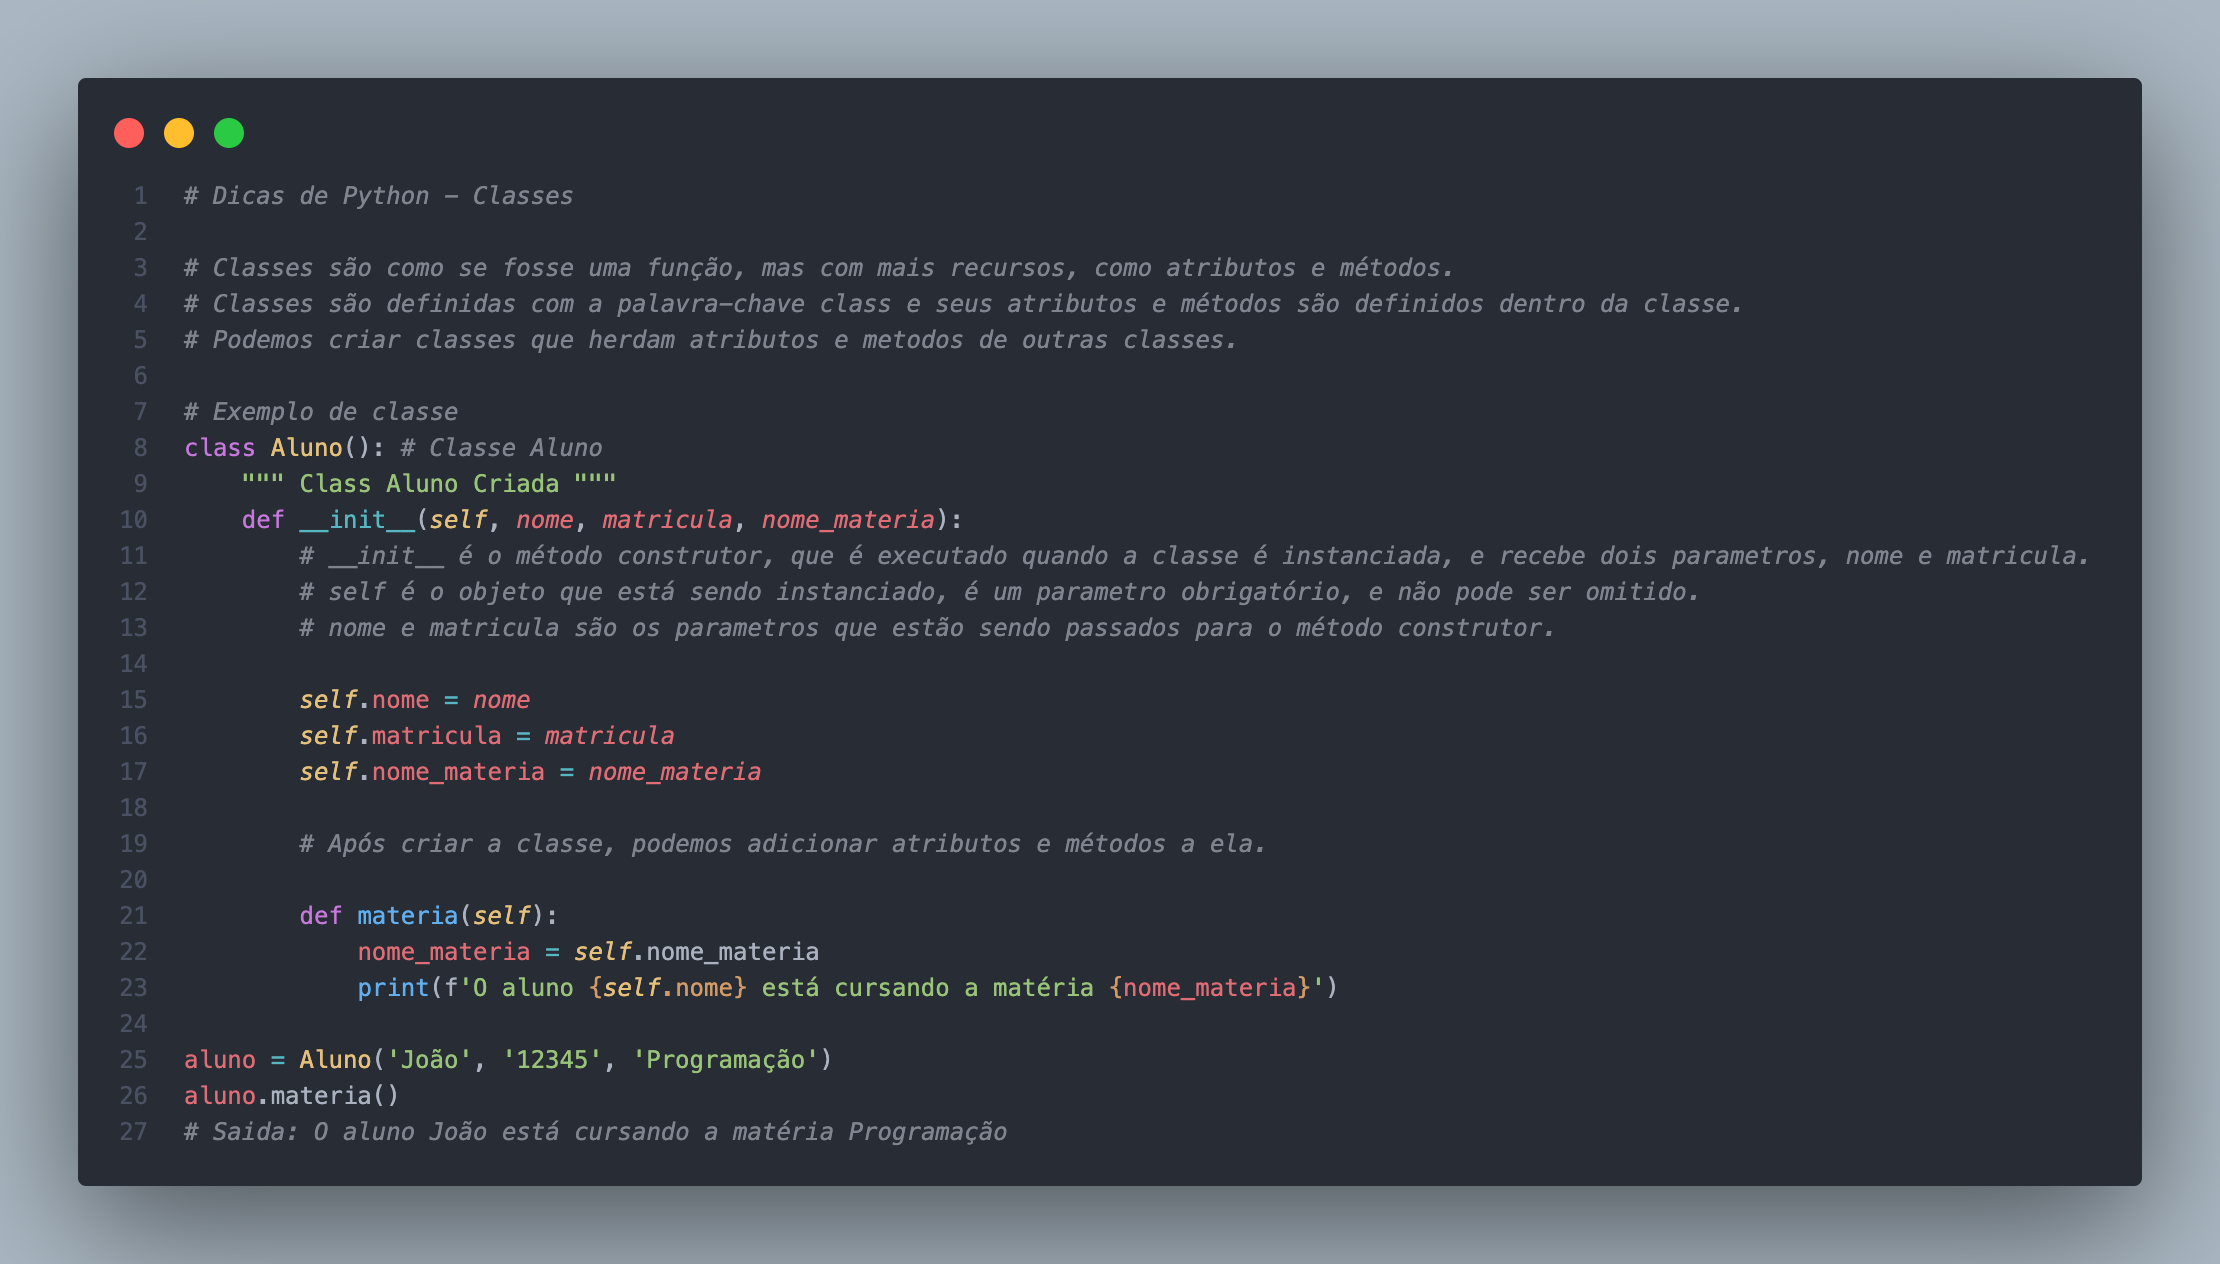 1 # Dicas de Python - Classes
2
3 # Classes são como se fosse uma função, mas com mais recursos, como atributos e métodos.
4 # Classes são definidas com a palavra-chave class e seus atributos e métodos são definidos dentro da classe.
5 # Podemos criar classes que herdam atributos e metodos de outras classes.
6
7 # Exemplo de classe
8 class Aluno(): # Classe Aluno
9     """ Class Aluno Criada """
10     def __init__(self, nome, matricula, nome_materia):
11         # __init__ é o método construtor, que é executado quando a classe é instanciada, e recebe dois parametros, nome e matricula.
12         # self é o objeto que está sendo instanciado, é um parametro obrigatório, e não pode ser omitido.
13         # nome e matricula são os parametros que estão sendo passados para o método construtor.
14
15         self.nome = nome
16         self.matricula = matricula
17         self.nome_materia = nome_materia
18
19         # Após criar a classe, podemos adicionar atributos e métodos a ela.
20
21         def materia(self):
22             nome_materia = self.nome_materia
23             print(f'O aluno {self.nome} está cursando a matéria {nome_materia}')
24
25 aluno = Aluno('João', '12345', 'Programação')
26 aluno.materia()
27 # Saida: O aluno João está cursando a matéria Programação